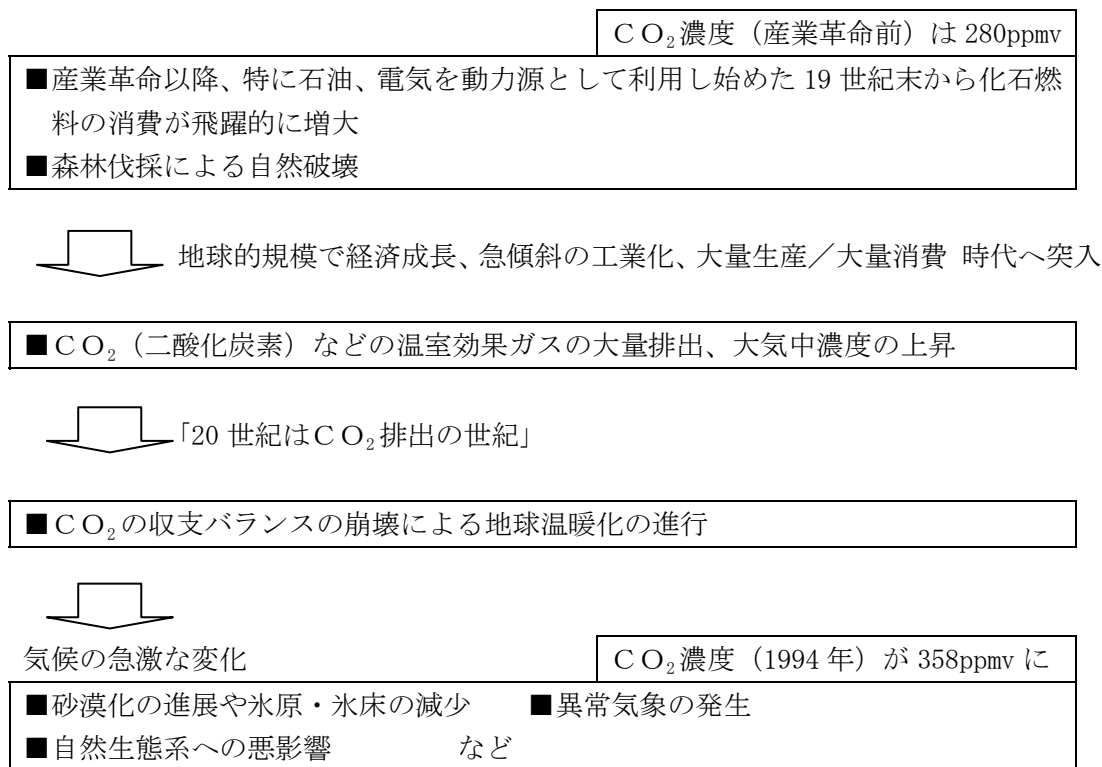 ＣＯ₂濃度（産業革命前）は 280ppmv
■産業革命以降、特に石油、電気を動力源として利用し始めた 19 世紀末から化石燃
料の消費が飛躍的に増大
■森林伐採による自然破壊
地球的規模で経済成長、急傾斜の工業化、大量生産／大量消費 時代へ突入
■ＣＯ₂（二酸化炭素）などの温室効果ガスの大量排出、大気中濃度の上昇
「20 世紀はＣＯ₂排出の世紀」
■ＣＯ₂の収支バランスの崩壊による地球温暖化の進行
気候の急激な変化
ＣＯ₂濃度（1994 年）が 358ppmv に
■砂漠化の進展や氷原・氷床の減少 ■異常気象の発生
■自然生態系への悪影響 など